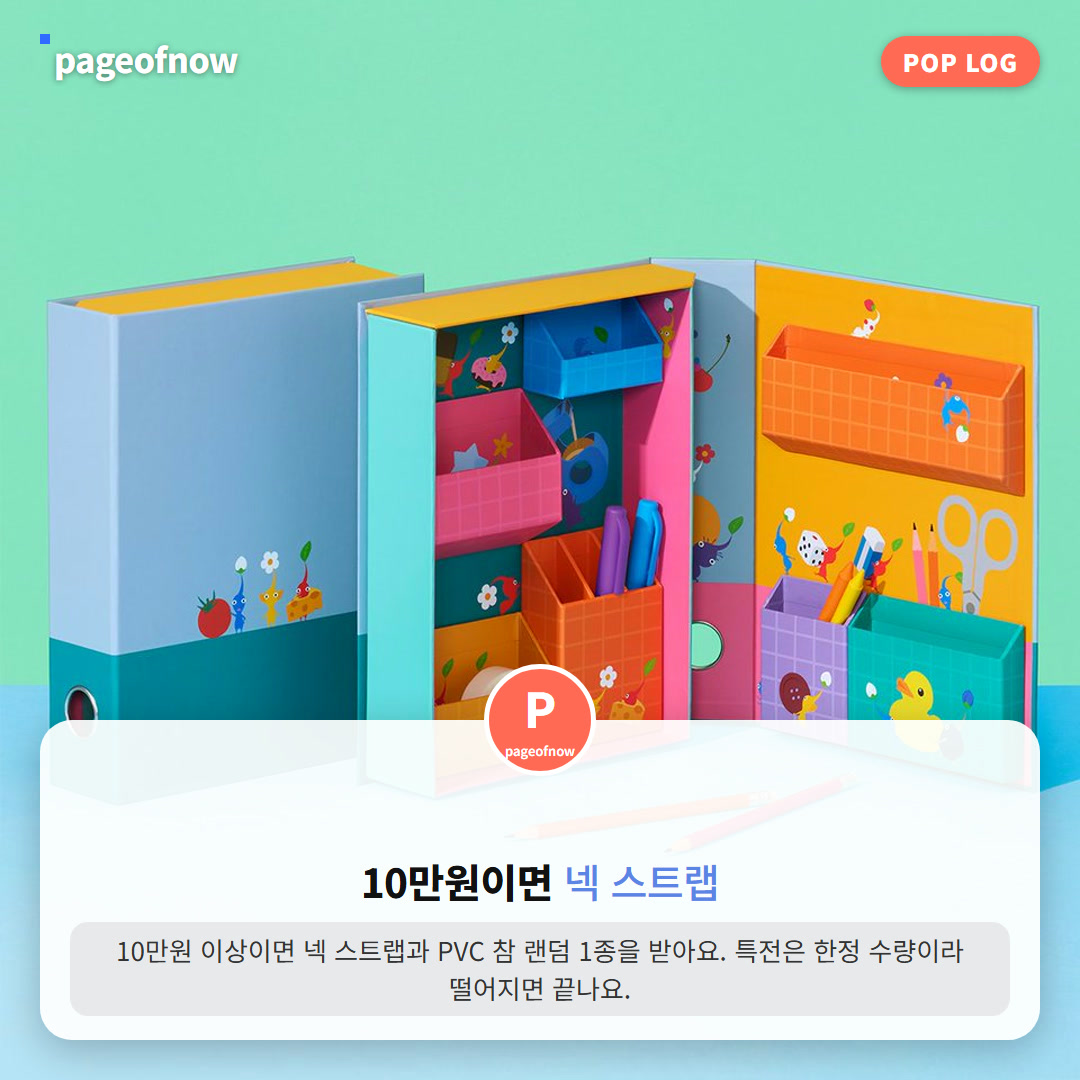 pageofnow
POP LOG
P
pageofnow
10만원이면 넥 스트랩
10만원 이상이면 넥 스트랩과 PVC 참 랜덤 1종을 받아요. 특전은 한정 수량이라
떨어지면 끝나요.